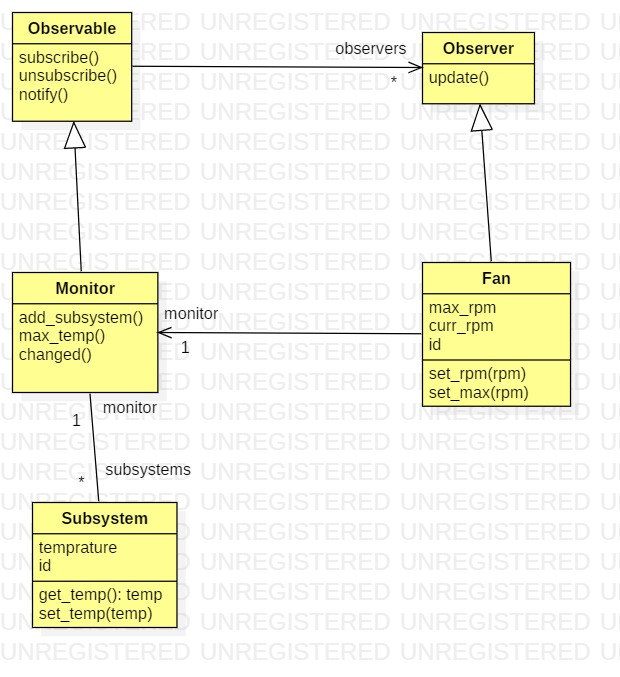 Observable
subscribe()
unsubscribe()
notify()
observers
*
Observer
update()
Monitor
add_subsystem()
max_temp()
changed()
monitor
1
Fan
max_rpm
curr_rpm
id
set_rpm(rpm)
set_max(rpm)
monitor
1
subsystems
*
Subsystem
temprature
id
get_temp(): temp
set_temp(temp)
UNREGISTERED UNREGISTERED UNREGISTERED